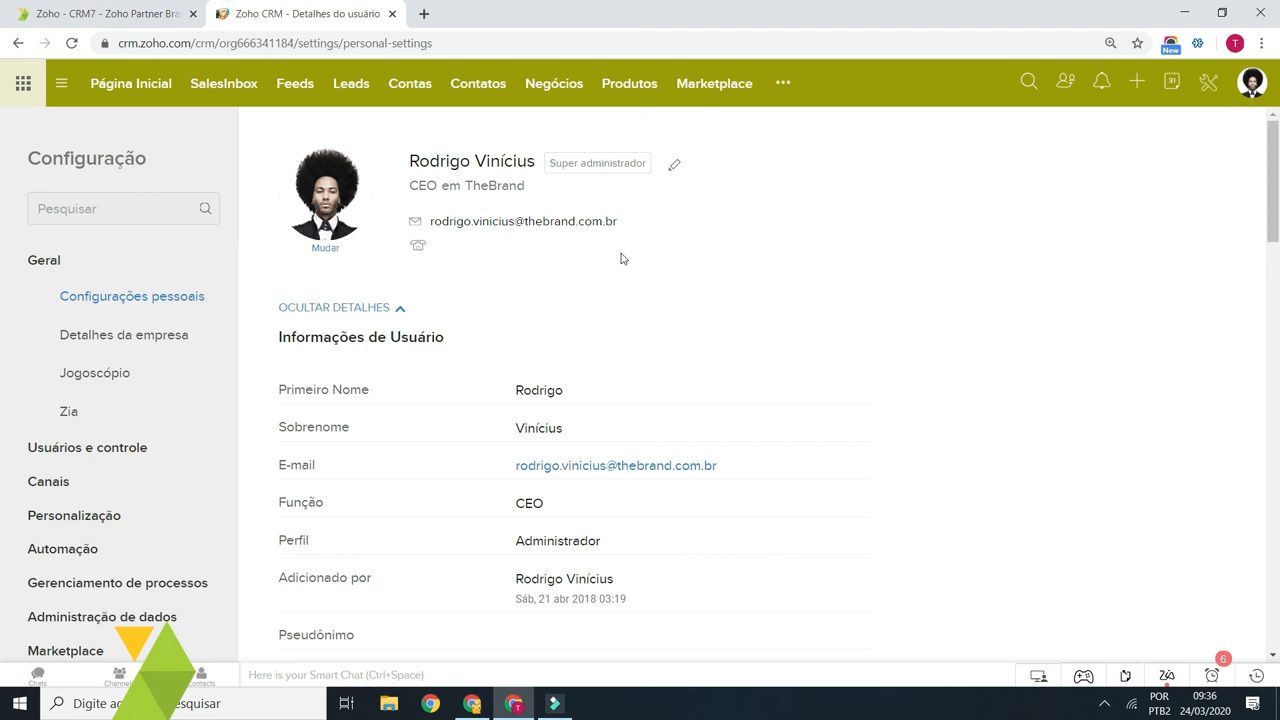 Zoho - CRM7 - Zoho Partner Bra
Zoho CRM - Detalhes do usuário
crm.zoho.com/crm/org666341184/settings/personal-settings
New
T
Página Inicial SalesInbox Feeds Leads Contas Contatos Negócios Produtos Marketplace
Configuração
Pesquisar
Geral
Configurações pessoais
Detalhes da empresa
Jogoscópio
Zia
Usuários e controle
Canais
Personalização
Automação
Gerenciamento de processos
Administração de dados
Marketplace
Mudar
Rodrigo Vinícius Super administrador
CEO em TheBrand
rodrigo.vinicius@thebrand.com.br
OCULTAR DETALHES
Informações de Usuário
Primeiro Nome Rodrigo
Sobrenome Vinícius
E-mail rodrigo.vinicius@thebrand.com.br
Função CEO
Perfil Administrador
Adicionado por Rodrigo Vinícius
Sáb, 21 abr 2018 03:19
Pseudônimo
Chats
Here is your Smart Chat (Ctrl+Space)
6
POR
PTB2
09:36
24/03/2020